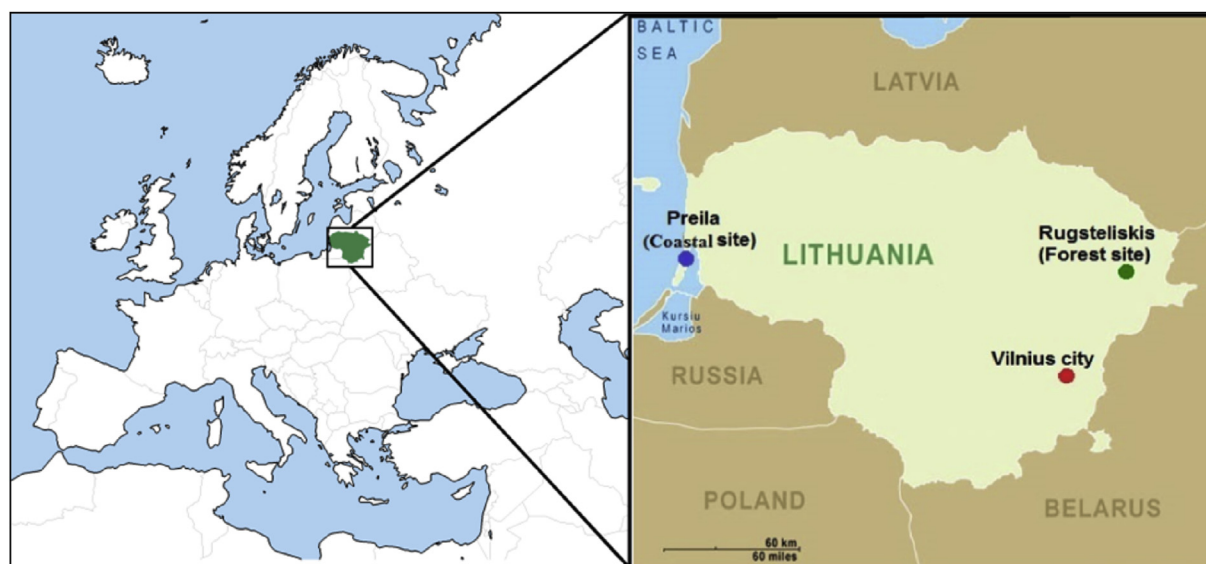 BALTIC
SEA
LATVIA
Preila
(Coastal site)
LITHUANIA
Rugsteliskis
(Forest site)
Kursiu
Marios
Vilnius city
RUSSIA
POLAND
BELARUS
60 km
60 miles